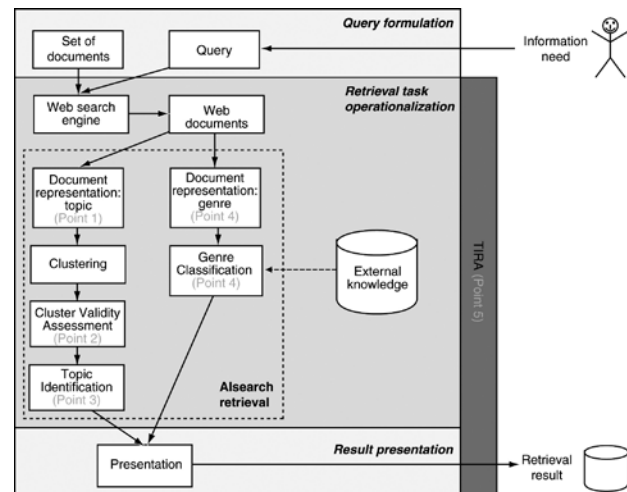 Query formulation
Set of
documents
Query
Information
need
Retrieval task
operationalization
Web search
engine
Web
documents
Document
representation:
topic
(Point 1)
Document
representation:
genre
(Point 4)
Clustering
Genre
Classification
(Point 4)
External
knowledge
TIRA (Point 5)
Cluster Validity
Assessment
(Point 2)
Topic
Identification
(Point 3)
AIsearch
retrieval
Result presentation
Presentation
Retrieval
result